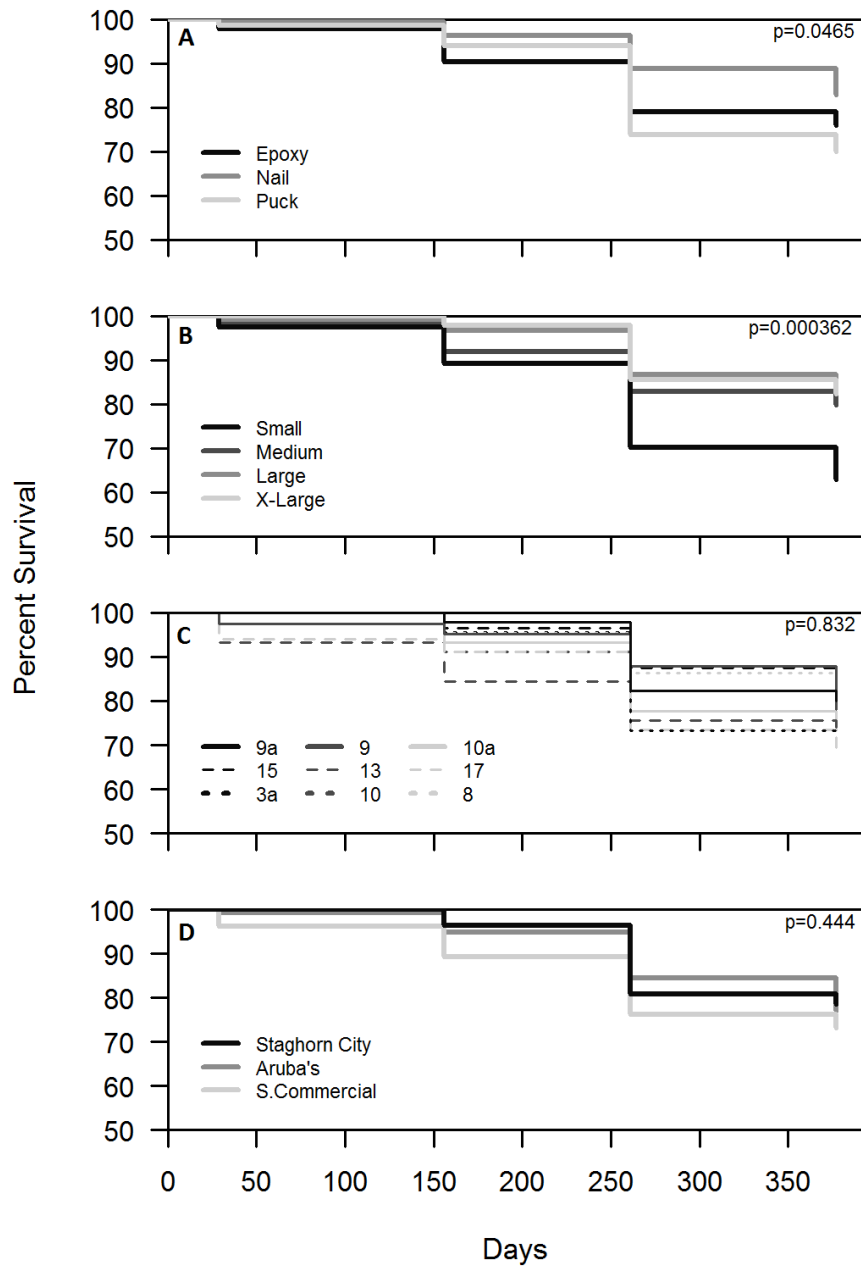 100
A
p=0.0465
90
80
70
Epoxy
Nail
60
Puck
50
100
B
p=0.000362
90
80
Small
70
Medium
Large
60
X-Large
50
Percent Survival
100
C
p=0.832
90
80
70
9a 9 10a
15 13 17
60
3a 10 8
50
100
D
p=0.444
90
80
70
Staghorn City
Aruba's
60
S.Commercial
50
0 50 100 150 200 250 300 350
Days